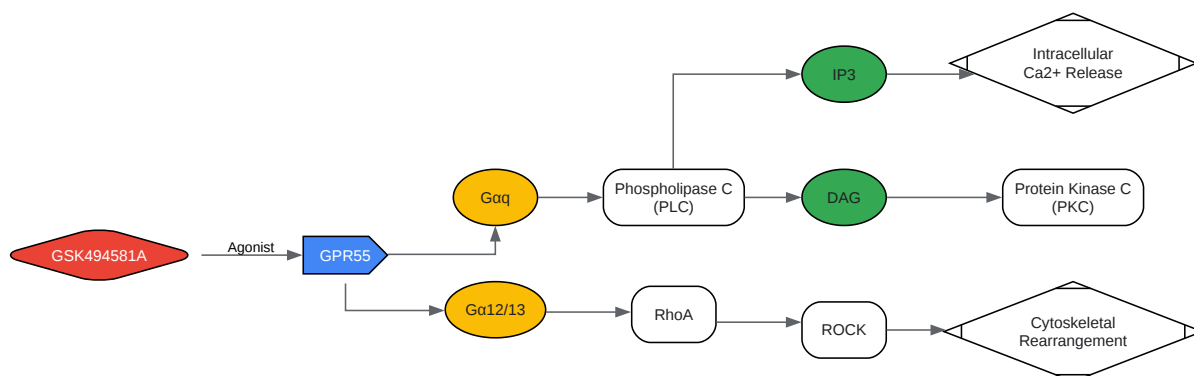 IP3
Intracellular
Ca2+ Release
Gαq
Phospholipase C
(PLC)
DAG
Protein Kinase C
(PKC)
GSK494581A
Agonist
GPR55
Gα12/13
RhoA
ROCK
Cytoskeletal
Rearrangement